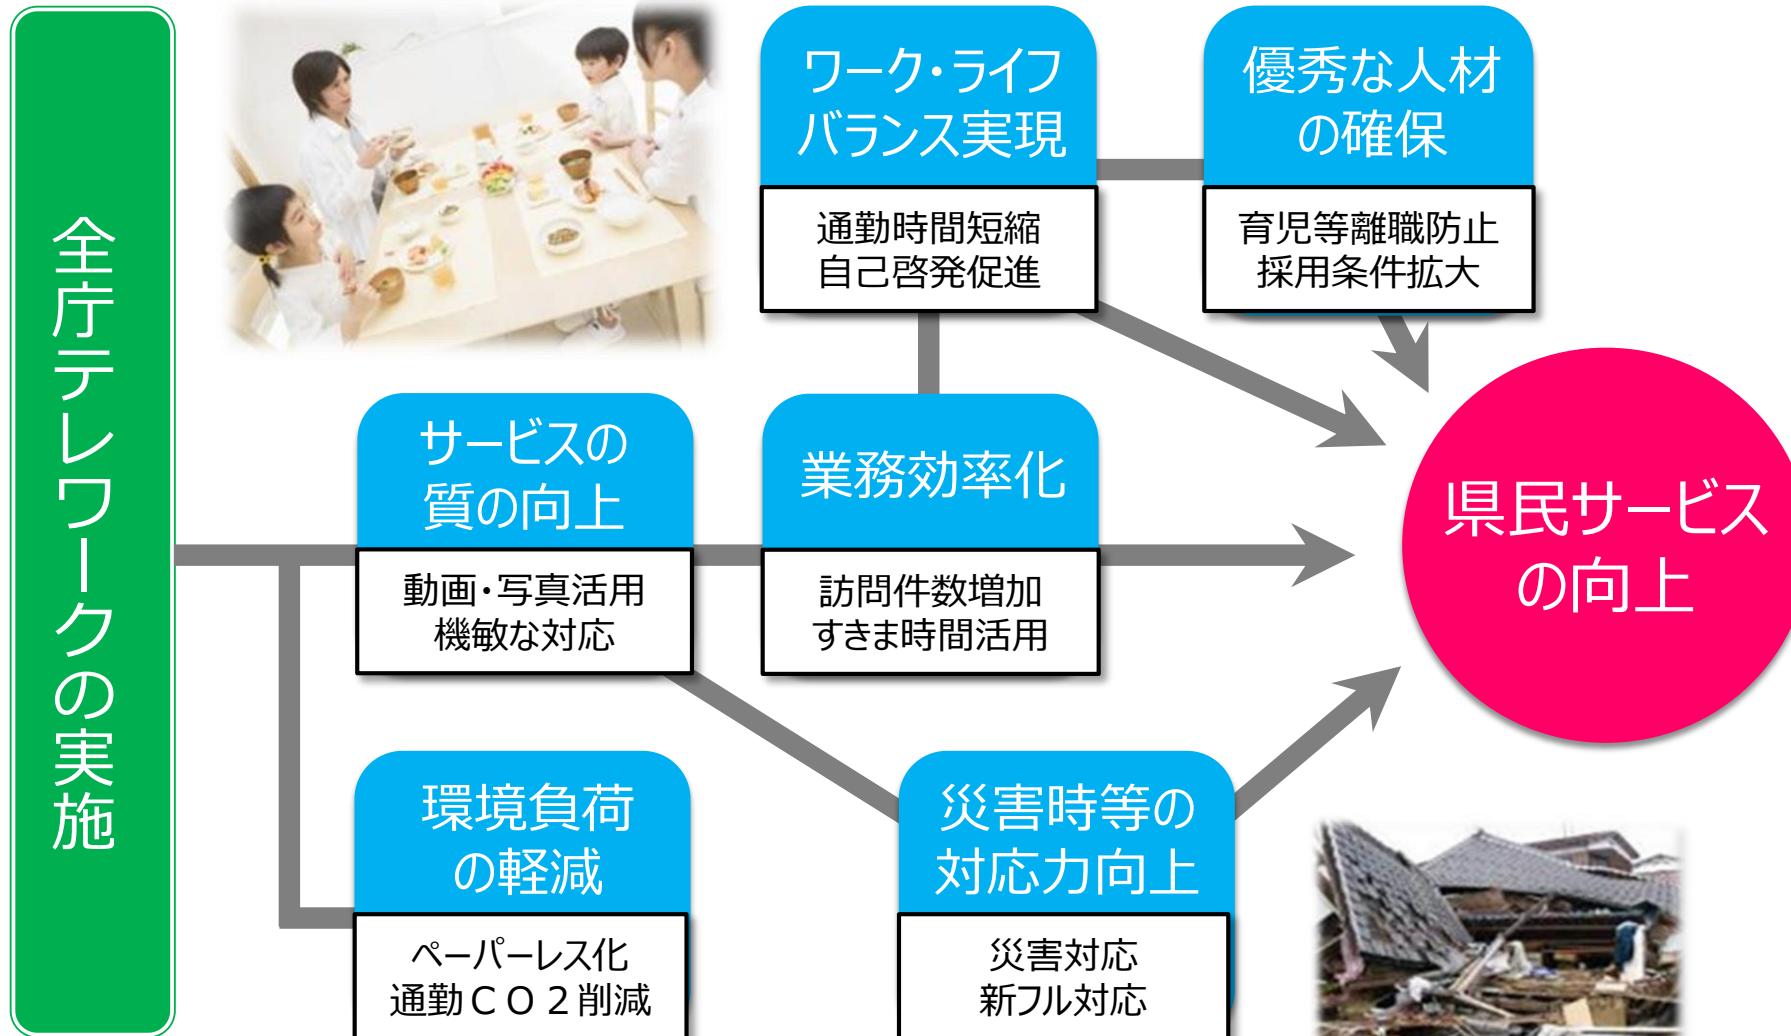 全庁テレワークの実施
ワーク・ライフ
バランス実現
通勤時間短縮
自己啓発促進
優秀な人材
の確保
育児等離職防止
採用条件拡大
サービスの
質の向上
動画・写真活用
機敏な対応
業務効率化
訪問件数増加
すきま時間活用
県民サービス
の向上
環境負荷
の軽減
ペーパーレス化
通勤ＣＯ２削減
災害時等の
対応力向上
災害対応
新フル対応